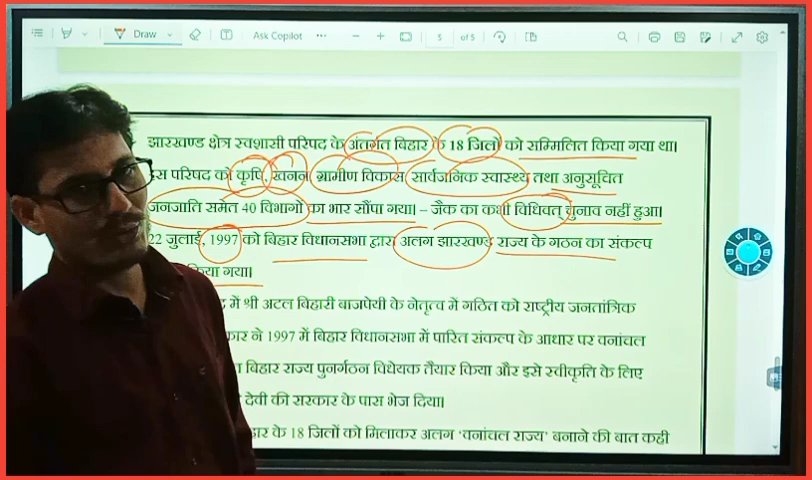 Draw
Ask Copilot
5 of 5
झारखण्ड क्षेत्र स्वशासी परिषद के अंतर्गत बिहार के 18 जिलों को सम्मिलित किया गया था।
इस परिषद को कृषि, खनन, ग्रामीण विकास, सार्वजनिक स्वास्थ्य तथा अनुसूचित
जनजाति समेत 40 विभागों का भार सौंपा गया। – जैक का कभी विधिवत् चुनाव नहीं हुआ।
22 जुलाई, 1997 को बिहार विधानसभा द्वारा अलग झारखण्ड राज्य के गठन का संकल्प
किया गया।
में श्री अटल बिहारी बाजपेयी के नेतृत्व में गठित को राष्ट्रीय जनतांत्रिक
ने 1997 में बिहार विधानसभा में पारित संकल्प के आधार पर वनांचल
बिहार राज्य पुनर्गठन विधेयक तैयार किया और इसे स्वीकृति के लिए
देवी की सरकार के पास भेज दिया।
के 18 जिलों को मिलाकर अलग 'वनांचल राज्य' बनाने की बात कही